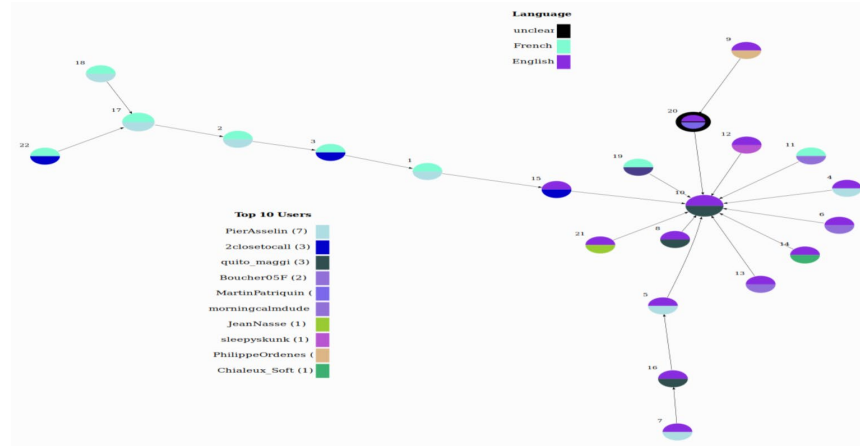 Language
unclear
French
English
9
18
17
20
2
12
22
3
11
19
1
4
15
10
6
21
8
14
13
5
16
7
Top 10 Users
PierAsselin (7)
2closetocall (3)
quito_maggi (3)
Boucher05F (2)
MartinPatriquin (
morningcalmdude
JeanNasse (1)
sleepyskunk (1)
PhilippeOrdenes (
Chialeux_Soft (1)